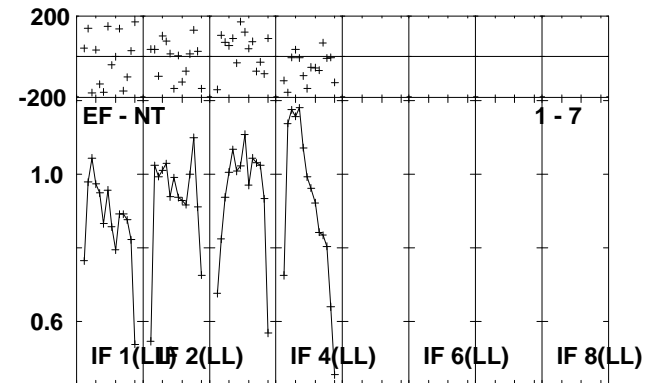 200
-200
EF - NT 1 - 7
1.0
0.6
IF 1(LL) IF 2(LL) IF 4(LL) IF 6(LL) IF 8(LL)